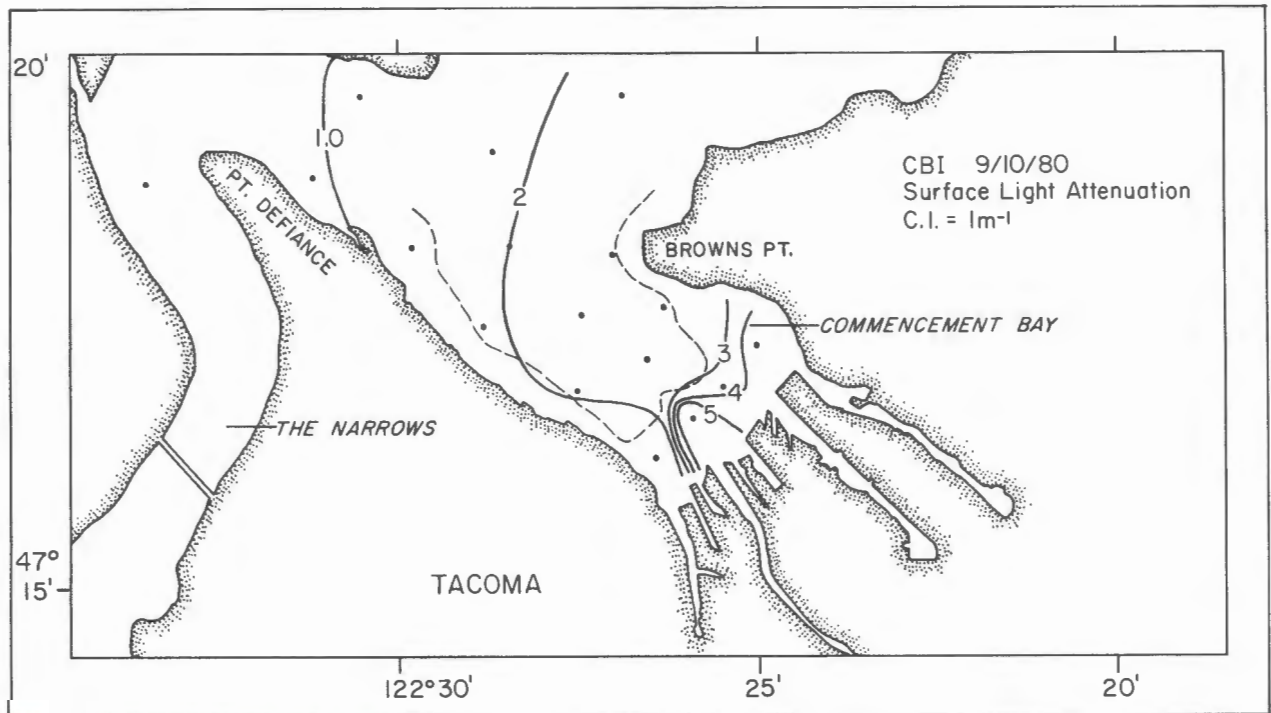 20'
1.0
PT. DEFIANCE
2
CBI 9/10/80
Surface Light Attenuation
C.I. = 1m⁻¹
BROWNS PT.
COMMENCEMENT BAY
3
4
5
THE NARROWS
47°
15'
TACOMA
122°30'
25'
20'